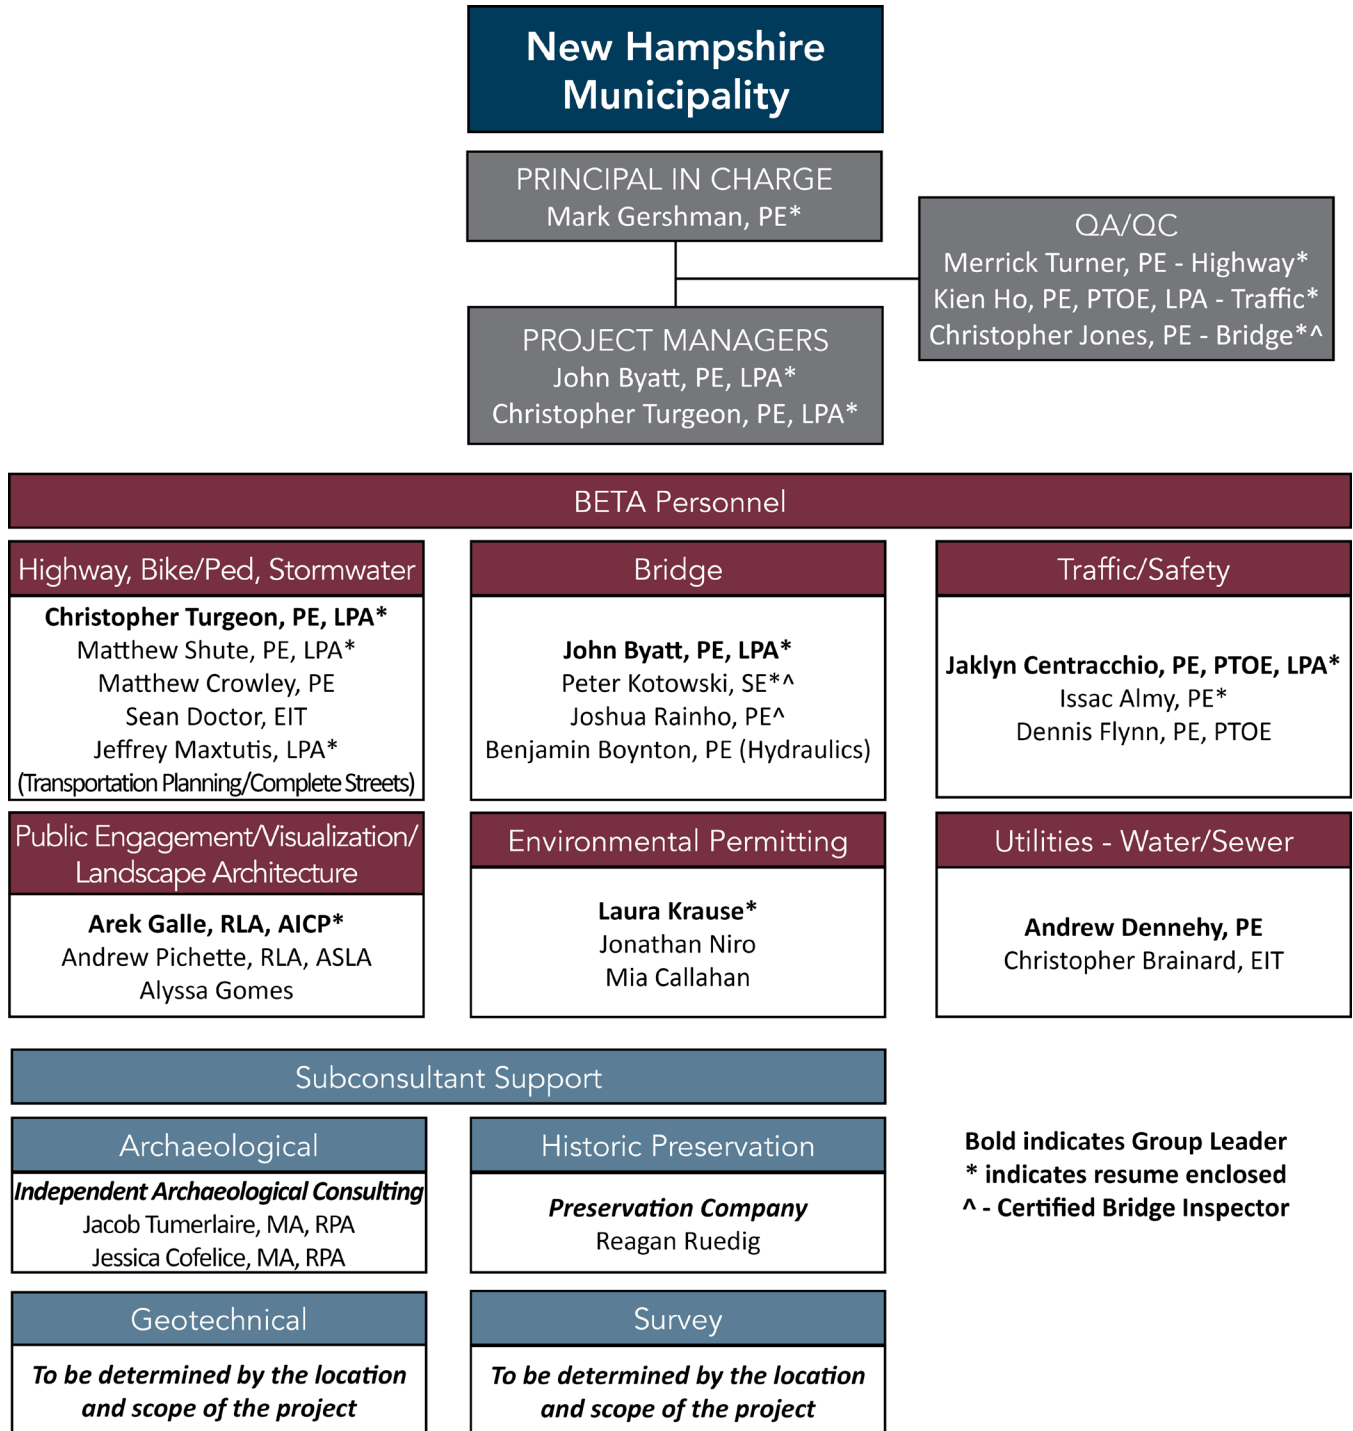 New Hampshire
Municipality
PRINCIPAL IN CHARGE
Mark Gershman, PE*
QA/QC
Merrick Turner, PE - Highway*
Kien Ho, PE, PTOE, LPA - Traffic*
Christopher Jones, PE - Bridge*^
PROJECT MANAGERS
John Byatt, PE, LPA*
Christopher Turgeon, PE, LPA*
BETA Personnel
Highway, Bike/Ped, Stormwater
Christopher Turgeon, PE, LPA*
Matthew Shute, PE, LPA*
Matthew Crowley, PE
Sean Doctor, EIT
Jeffrey Maxtutis, LPA*
(Transportation Planning/Complete Streets)
Bridge
John Byatt, PE, LPA*
Peter Kotowski, SE*^
Joshua Rainho, PE^
Benjamin Boynton, PE (Hydraulics)
Traffic/Safety
Jaklyn Centracchio, PE, PTOE, LPA*
Issac Almy, PE*
Dennis Flynn, PE, PTOE
Public Engagement/Visualization/
Landscape Architecture
Arek Galle, RLA, AICP*
Andrew Pichette, RLA, ASLA
Alyssa Gomes
Environmental Permitting
Laura Krause*
Jonathan Niro
Mia Callahan
Utilities - Water/Sewer
Andrew Dennehy, PE
Christopher Brainard, EIT
Subconsultant Support
Archaeological
Independent Archaeological Consulting
Jacob Tumerlaire, MA, RPA
Jessica Cofelice, MA, RPA
Historic Preservation
Preservation Company
Reagan Ruedig
Bold indicates Group Leader
* indicates resume enclosed
^ - Certified Bridge Inspector
Geotechnical
To be determined by the location
and scope of the project
Survey
To be determined by the location
and scope of the project